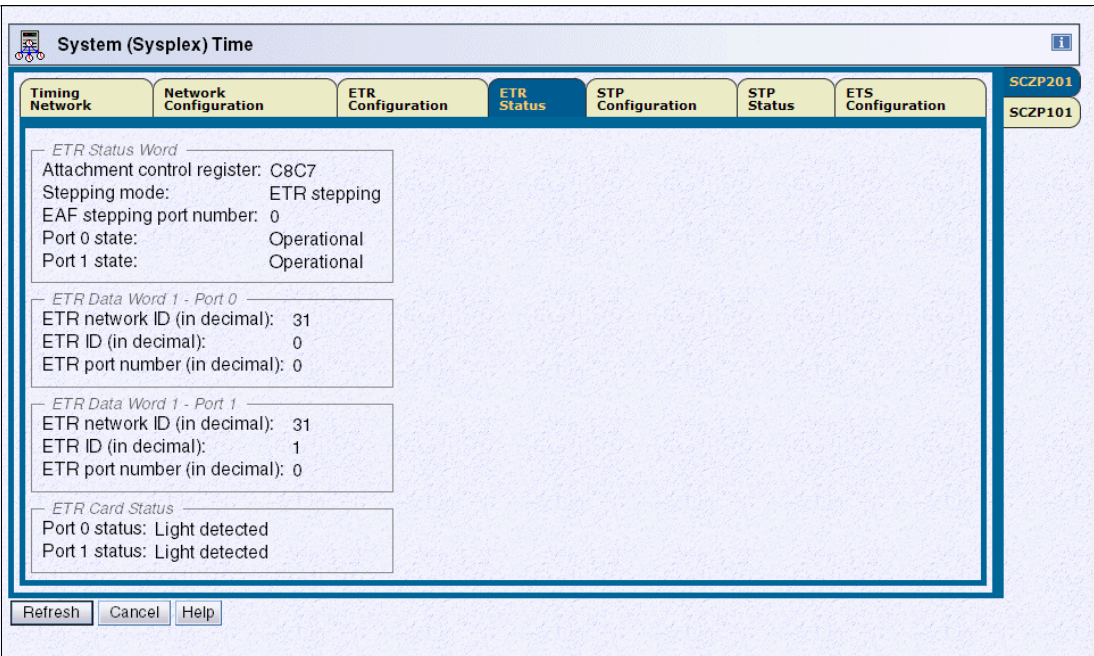 System (Sysplex) Time
i
SCZP201
SCZP101
Timing Network
Network Configuration
ETR Configuration
ETR Status
STP Configuration
STP Status
ETS Configuration
ETR Status Word
Attachment control register: C8C7
Stepping mode: ETR stepping
EAF stepping port number: 0
Port 0 state: Operational
Port 1 state: Operational
ETR Data Word 1 - Port 0
ETR network ID (in decimal): 31
ETR ID (in decimal): 0
ETR port number (in decimal): 0
ETR Data Word 1 - Port 1
ETR network ID (in decimal): 31
ETR ID (in decimal): 1
ETR port number (in decimal): 0
ETR Card Status
Port 0 status: Light detected
Port 1 status: Light detected
Refresh Cancel Help